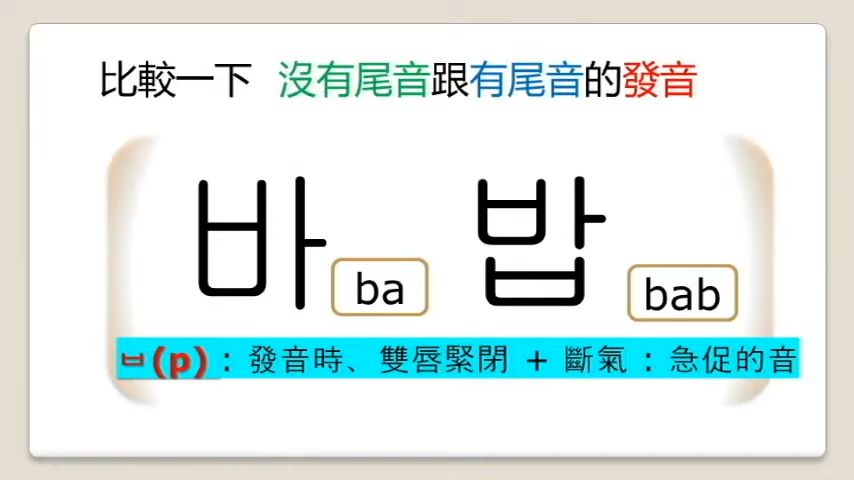 比較一下 沒有尾音跟有尾音的發音
바 ba 밥 bab
ㅂ(p)：發音時、雙唇緊閉 + 斷氣：急促的音